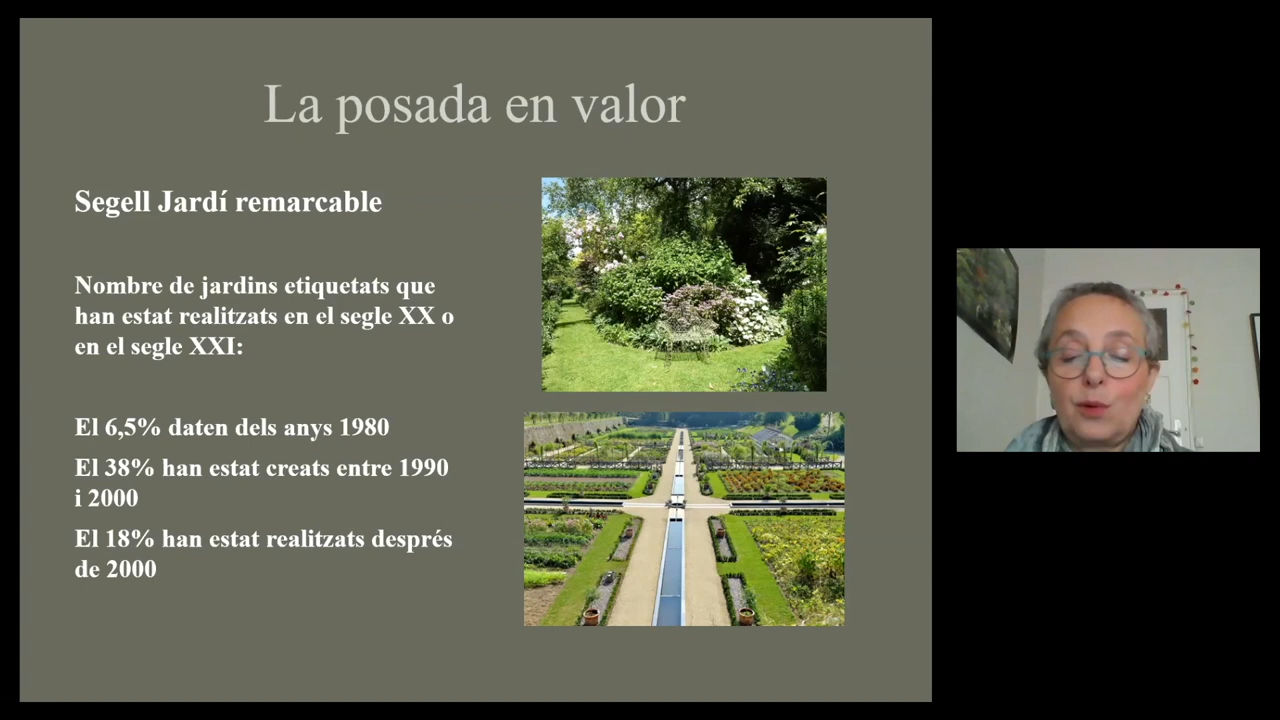 La posada en valor
Segell Jardí remarcable
Nombre de jardins etiquetats que
han estat realitzats en el segle XX o
en el segle XXI:
El 6,5% daten dels anys 1980
El 38% han estat creats entre 1990
i 2000
El 18% han estat realitzats després
de 2000